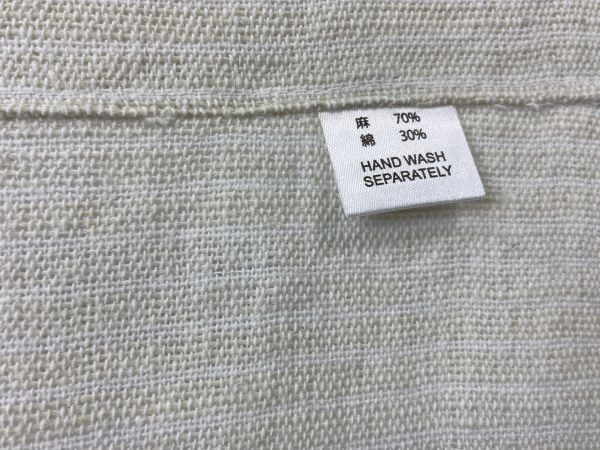 麻 70%
綿 30%
HAND WASH
SEPARATELY